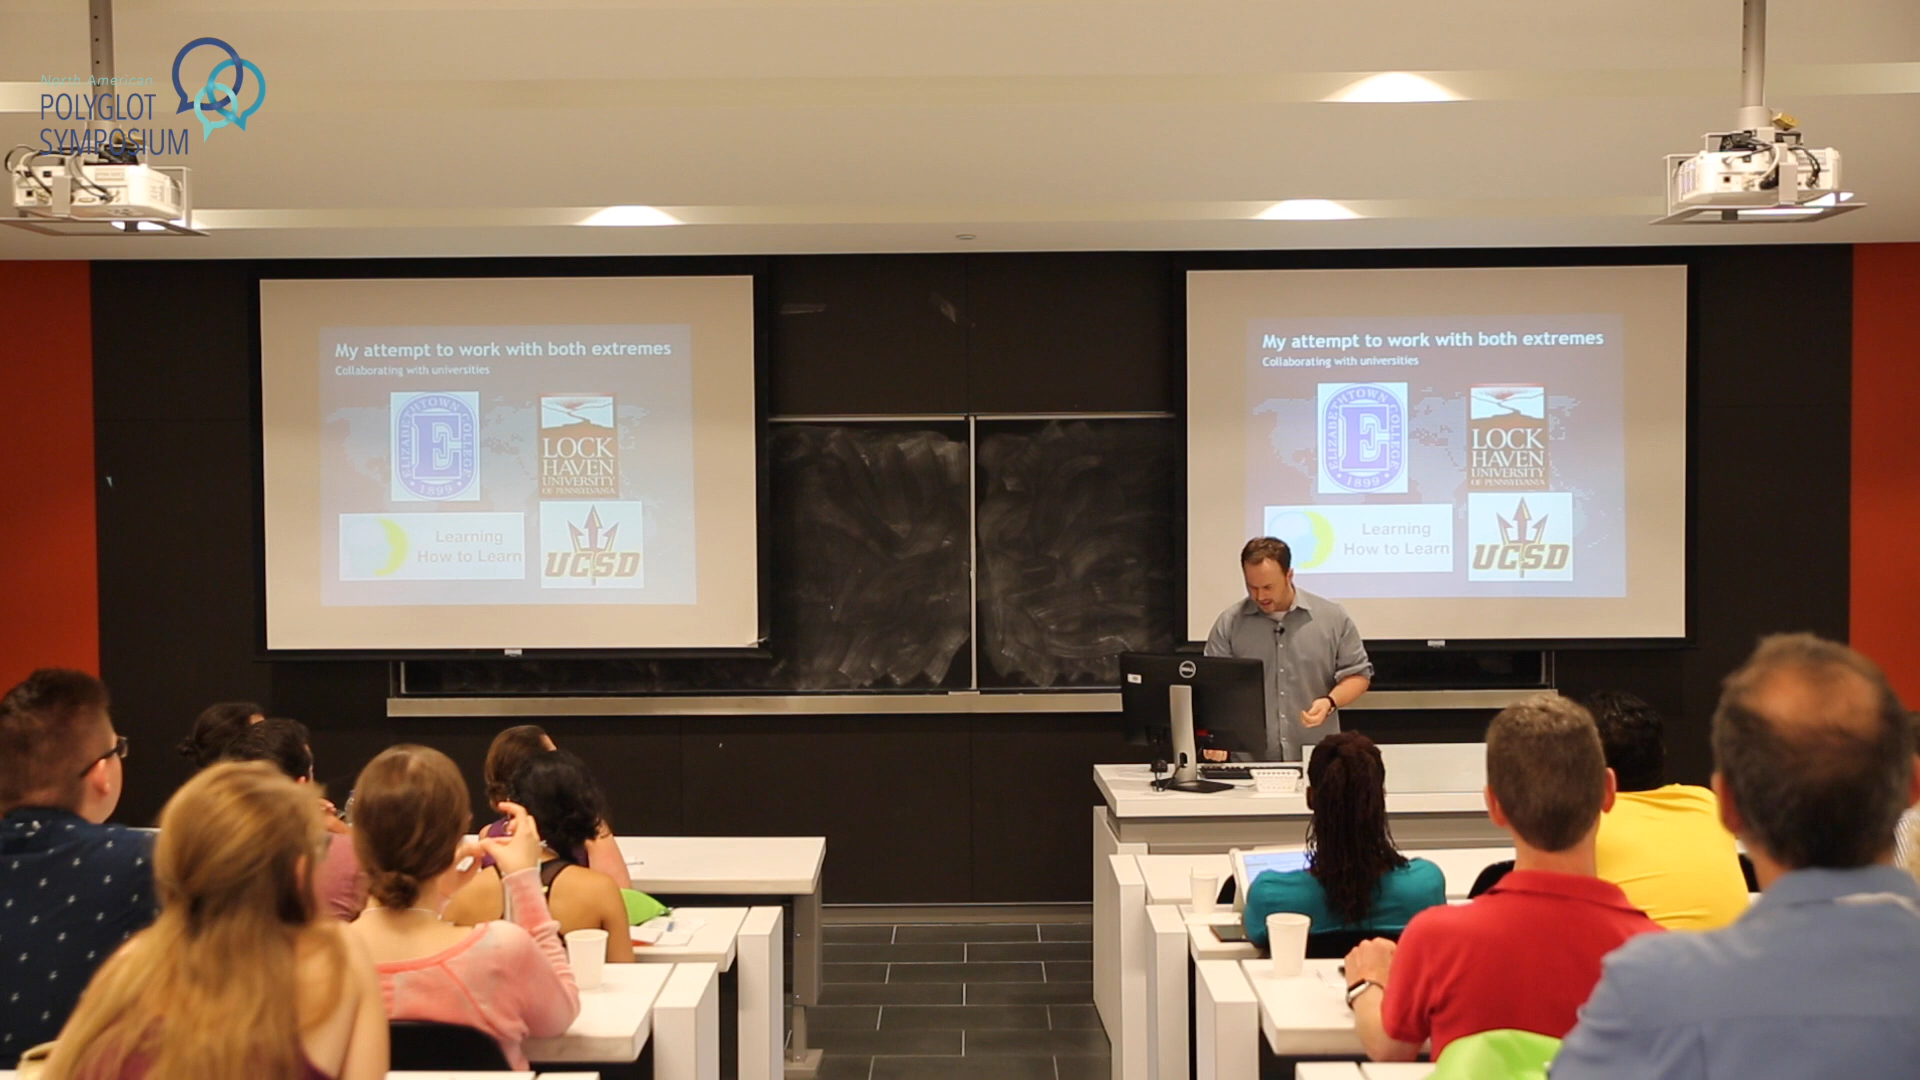 North American
POLYGLOT
SYMPOSIUM
My attempt to work with both extremes
Collaborating with universities
ELIZABETHTOWN COLLEGE
E
1899
LOCK
HAVEN
UNIVERSITY
OF PENNSYLVANIA
Learning
How to Learn
UCSD
My attempt to work with both extremes
Collaborating with universities
ELIZABETHTOWN COLLEGE
E
1899
LOCK
HAVEN
UNIVERSITY
OF PENNSYLVANIA
Learning
How to Learn
UCSD
DELL